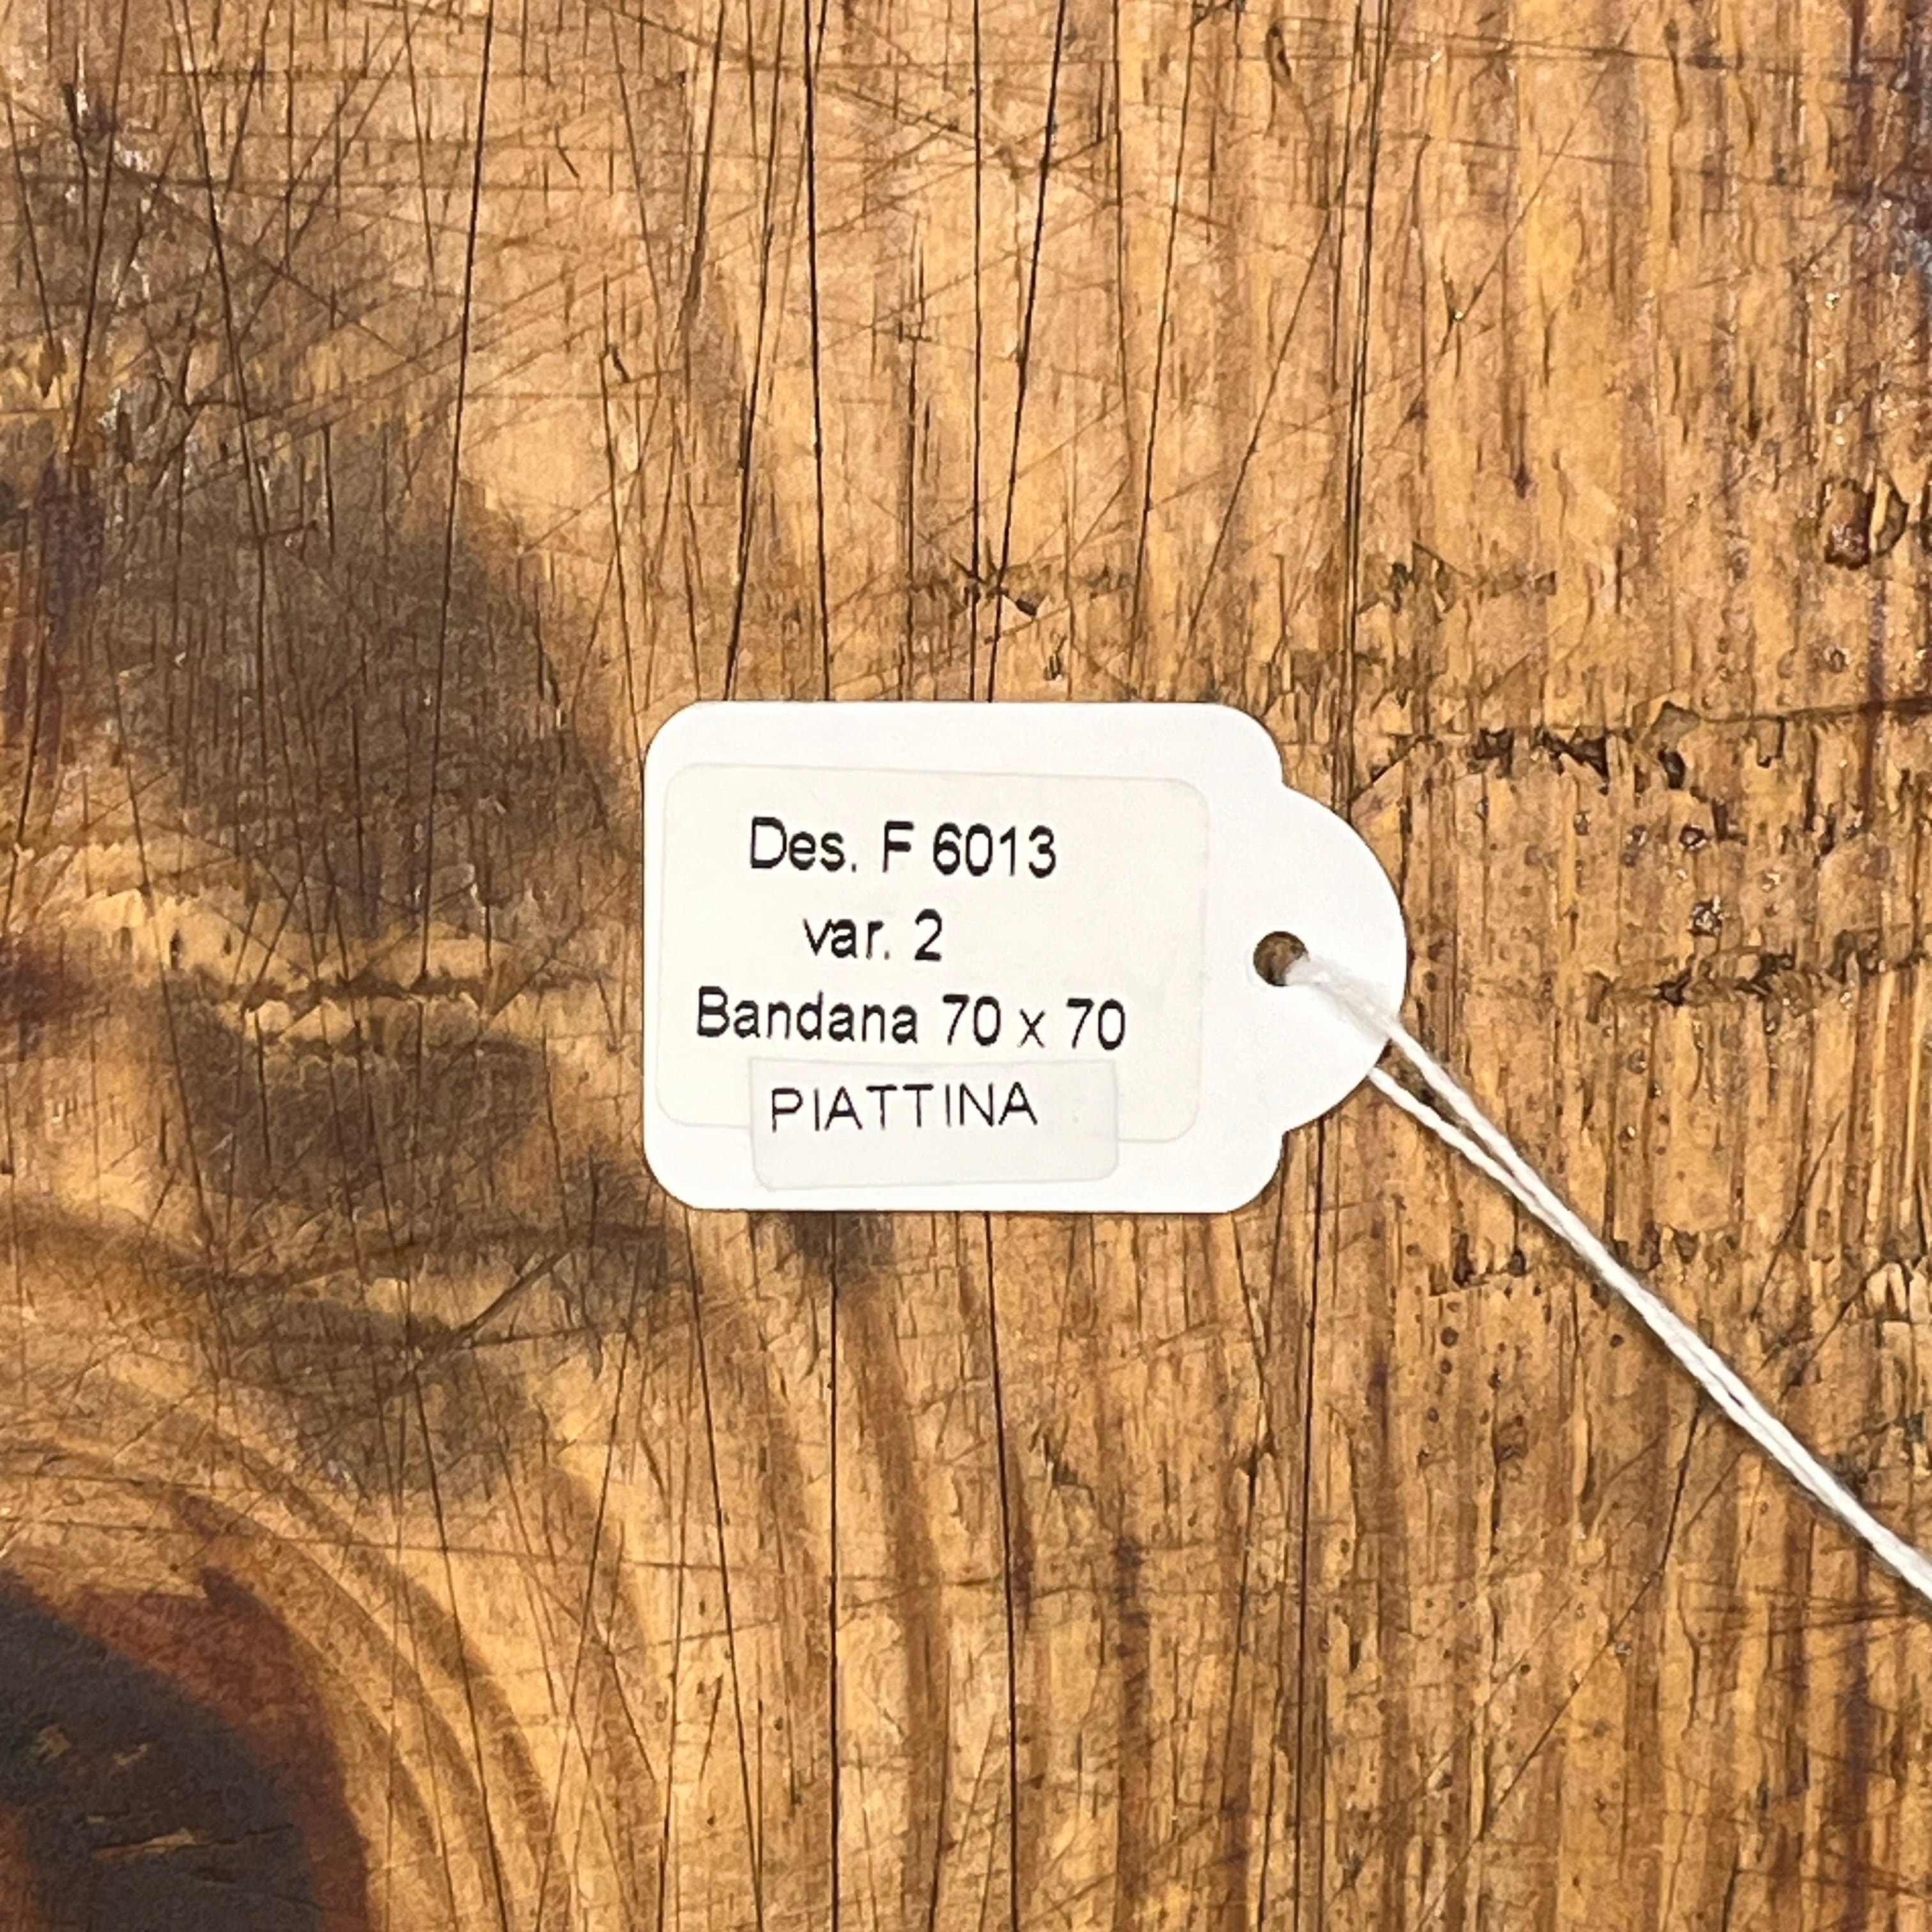 Des. F 6013
var. 2
Bandana 70 x 70
PIATTINA